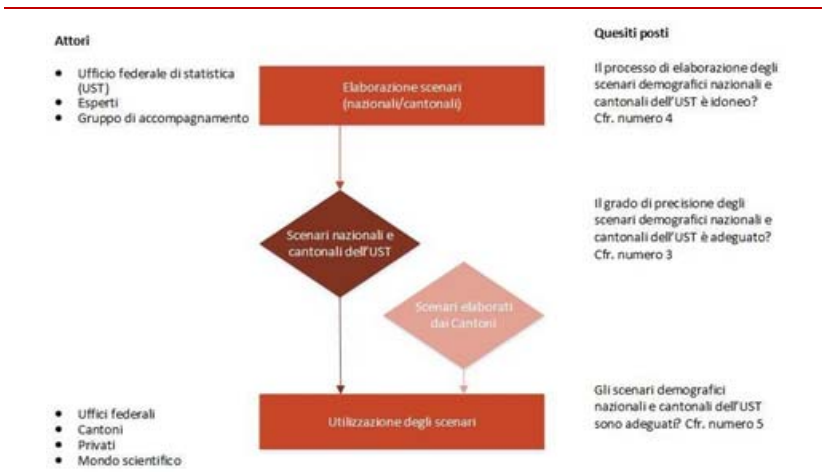 Attori
• Ufficio federale di statistica
(UST)
• Esperti
• Gruppo di accompagnamento
Elaborazione scenari
(nazionali/cantonali)
Quesiti posti
Il processo di elaborazione degli
scenari demografici nazionali e
cantonali dell'UST è idoneo?
Cfr. numero 4
Scenari nazionali e
cantonali dell'UST
Il grado di precisione degli
scenari demografici nazionali e
cantonali dell'UST è adeguato?
Cfr. numero 3
Scenari elaborati
dai Cantoni
• Uffici federali
• Cantoni
• Privati
• Mondo scientifico
Utilizzazione degli scenari
Gli scenari demografici
nazionali e cantonali dell'UST
sono adeguati? Cfr. numero 5